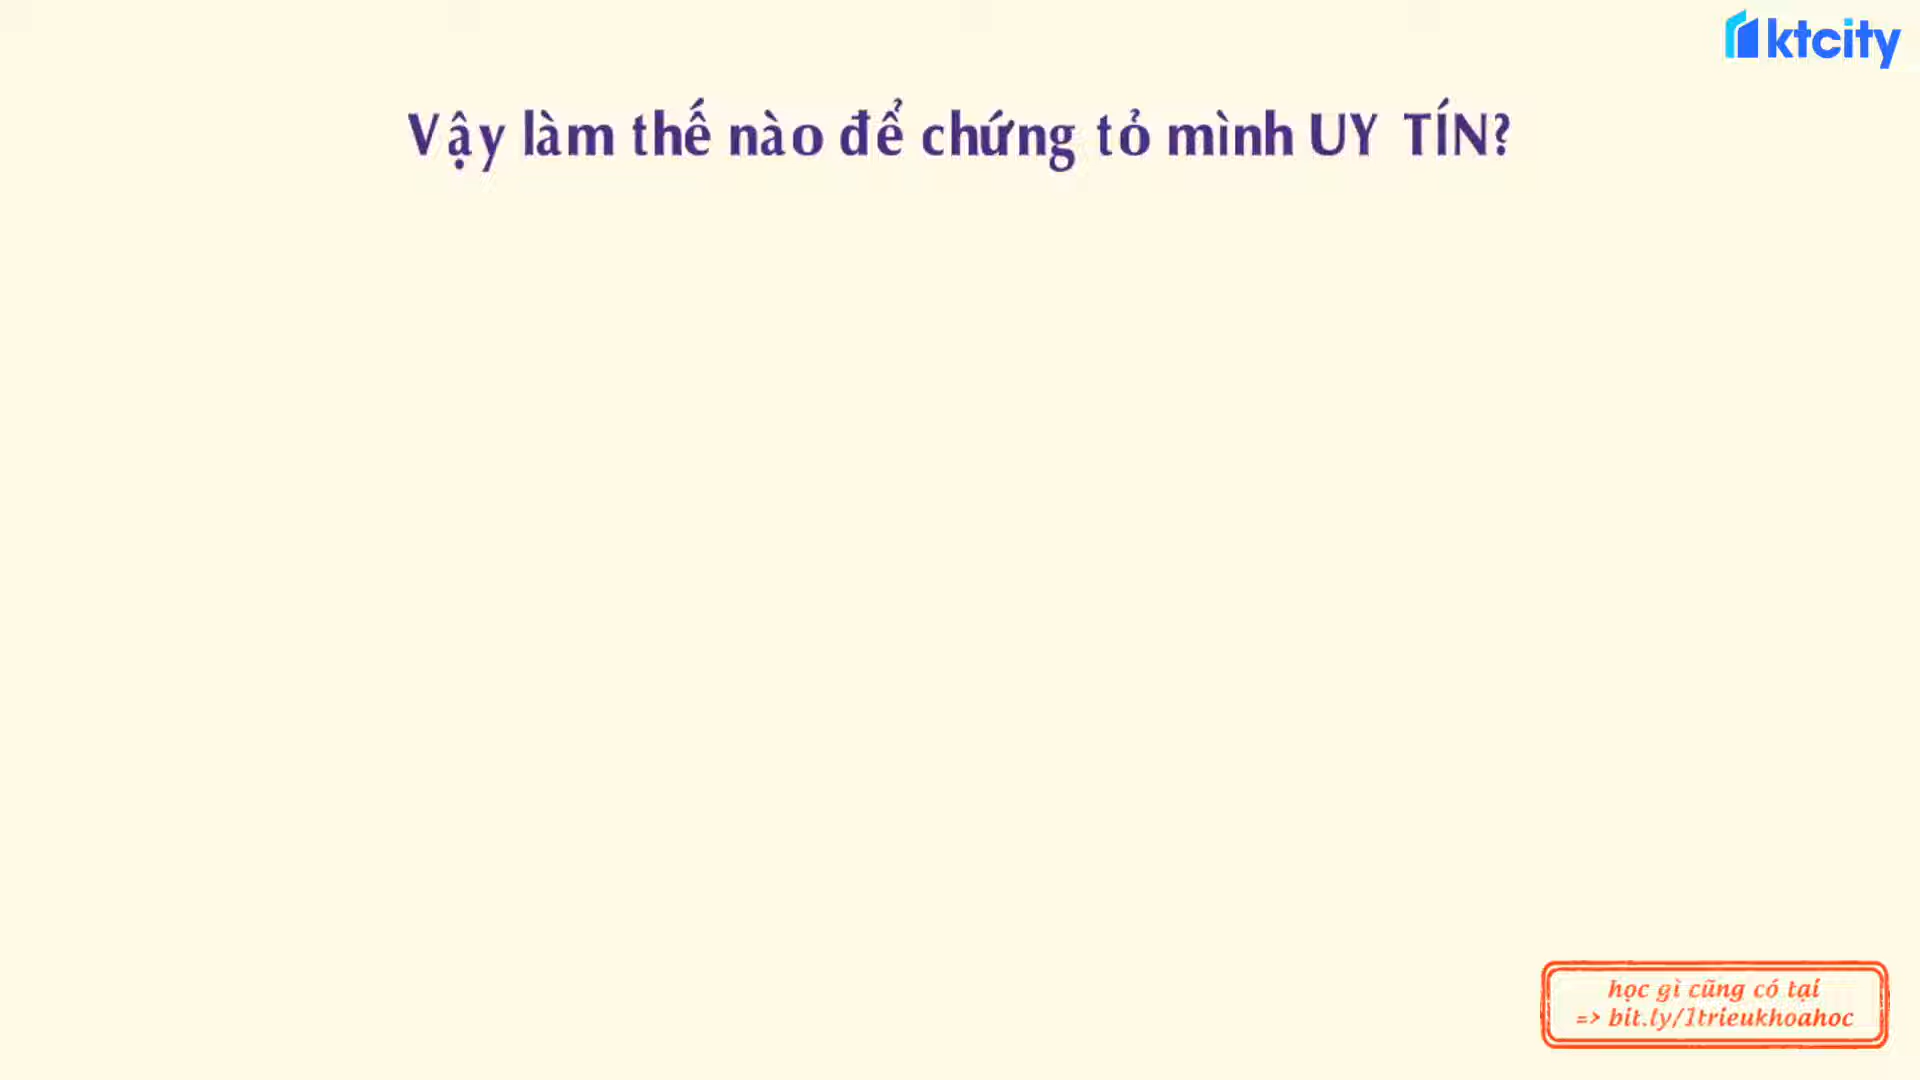 ktcity
Vậy làm thế nào để chứng tỏ mình UY TÍN?
học gì cũng có tại
=> bit.ly/1trieukhoahoc